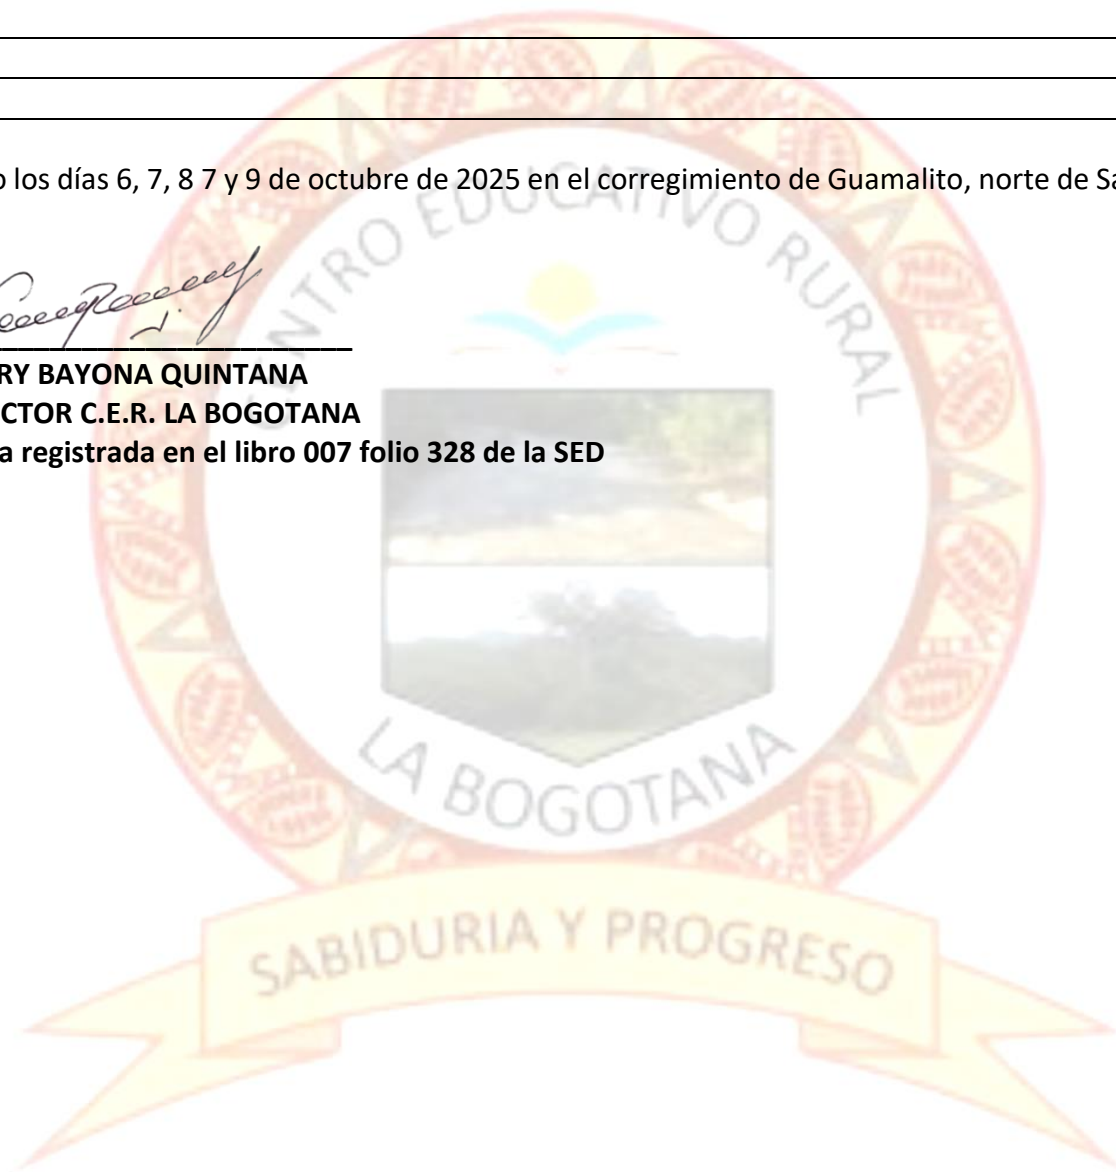 o los días 6, 7, 8 7 y 9 de octubre de 2025 en el corregimiento de Guamalito, norte de Sa
RY BAYONA QUINTANA
CTOR C.E.R. LA BOGOTANA
a registrada en el libro 007 folio 328 de la SED
CENTRO EDUCATIVO RURAL
LA BOGOTANA
SABIDURIA Y PROGRESO